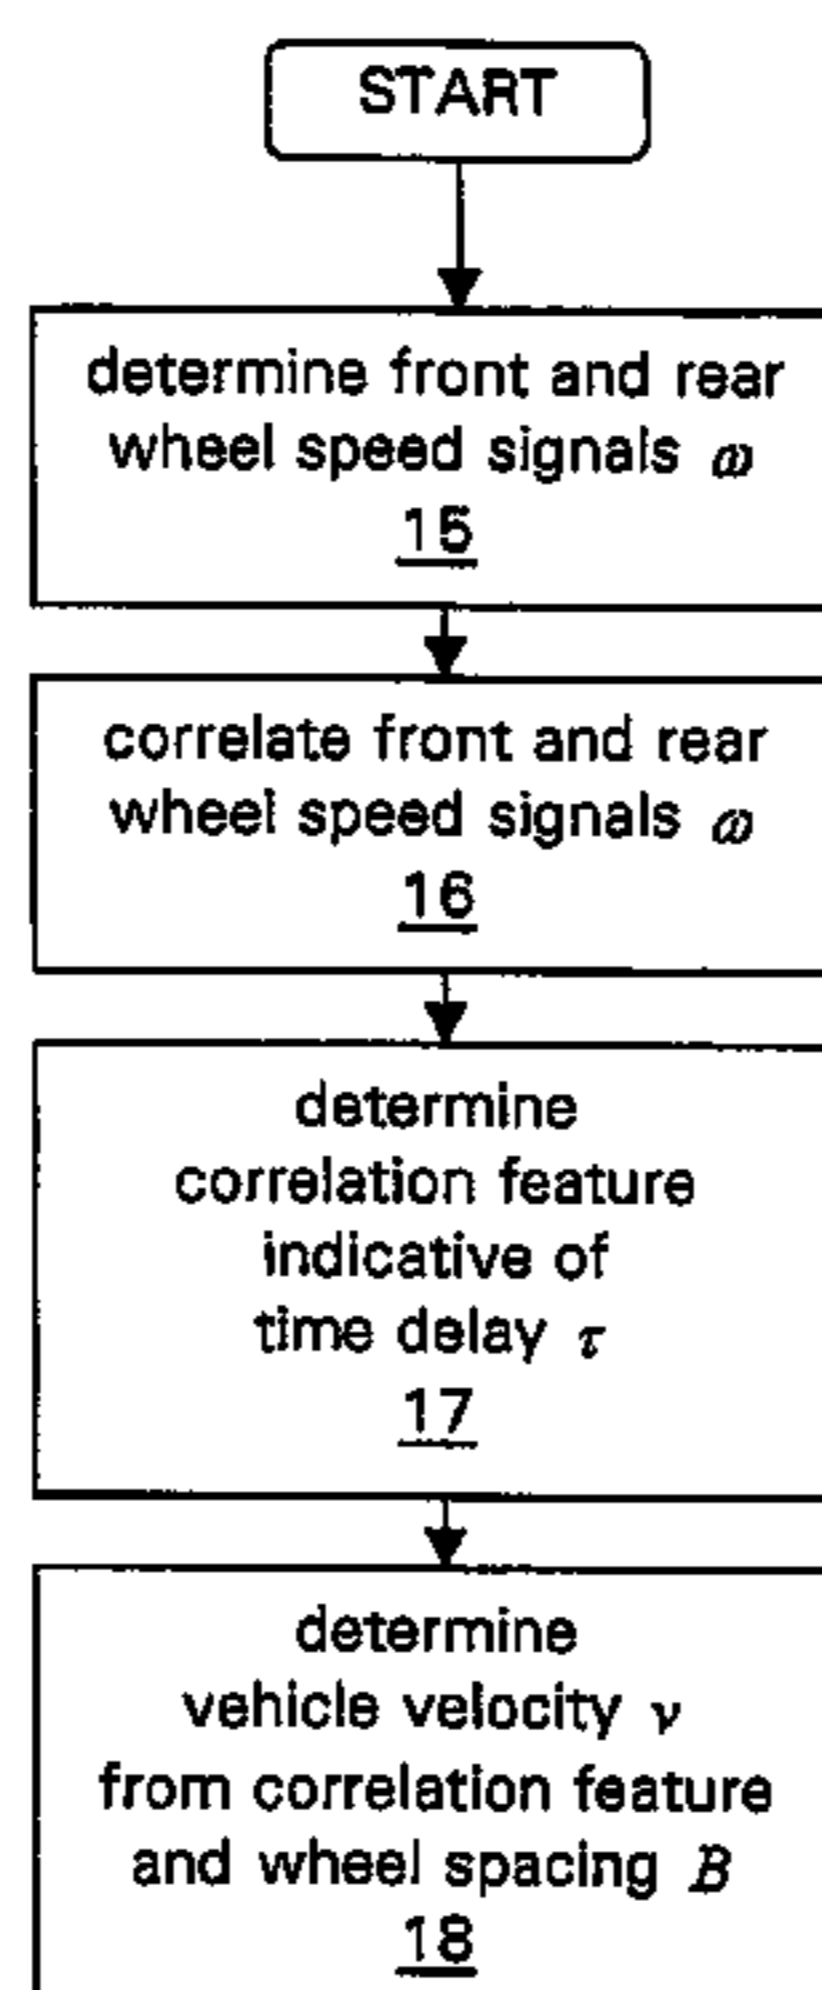 START
determine front and rear
wheel speed signals ω
15
correlate front and rear
wheel speed signals ω
16
determine
correlation feature
indicative of
time delay τ
17
determine
vehicle velocity v
from correlation feature
and wheel spacing B
18